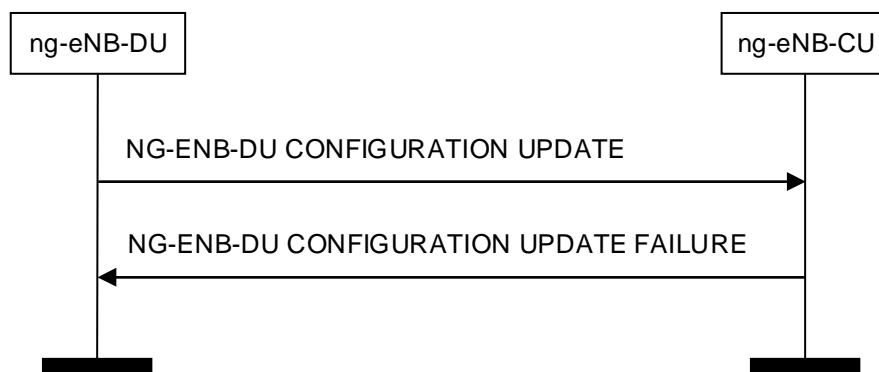 ng-eNB-DU
ng-eNB-CU
NG-ENB-DU CONFIGURATION UPDATE
NG-ENB-DU CONFIGURATION UPDATE FAILURE